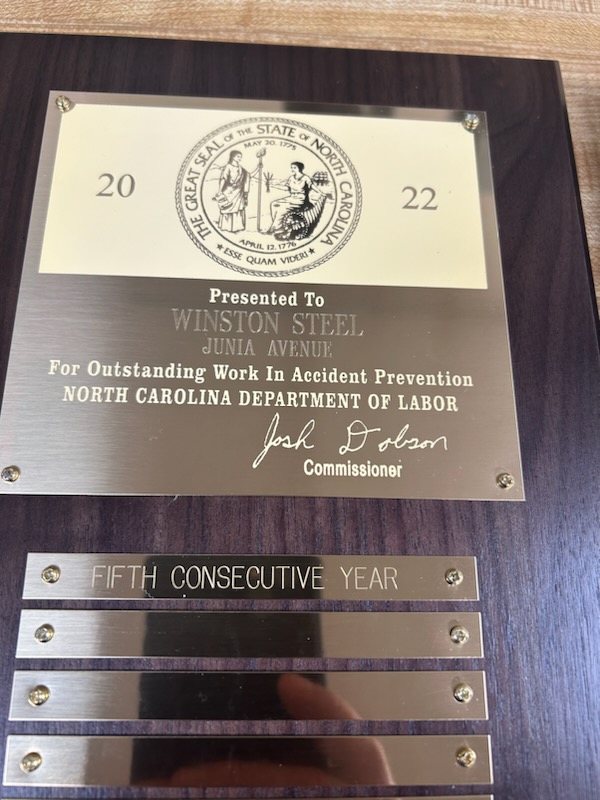 THE GREAT SEAL OF THE STATE OF NORTH CAROLINA
MAY 20, 1775
20
22
APRIL 12, 1776
★ ESSE QUAM VIDERI ★
Presented To
WINSTON STEEL
JUNIA AVENUE
For Outstanding Work In Accident Prevention
NORTH CAROLINA DEPARTMENT OF LABOR
Josh Dobson
Commissioner
FIFTH CONSECUTIVE YEAR